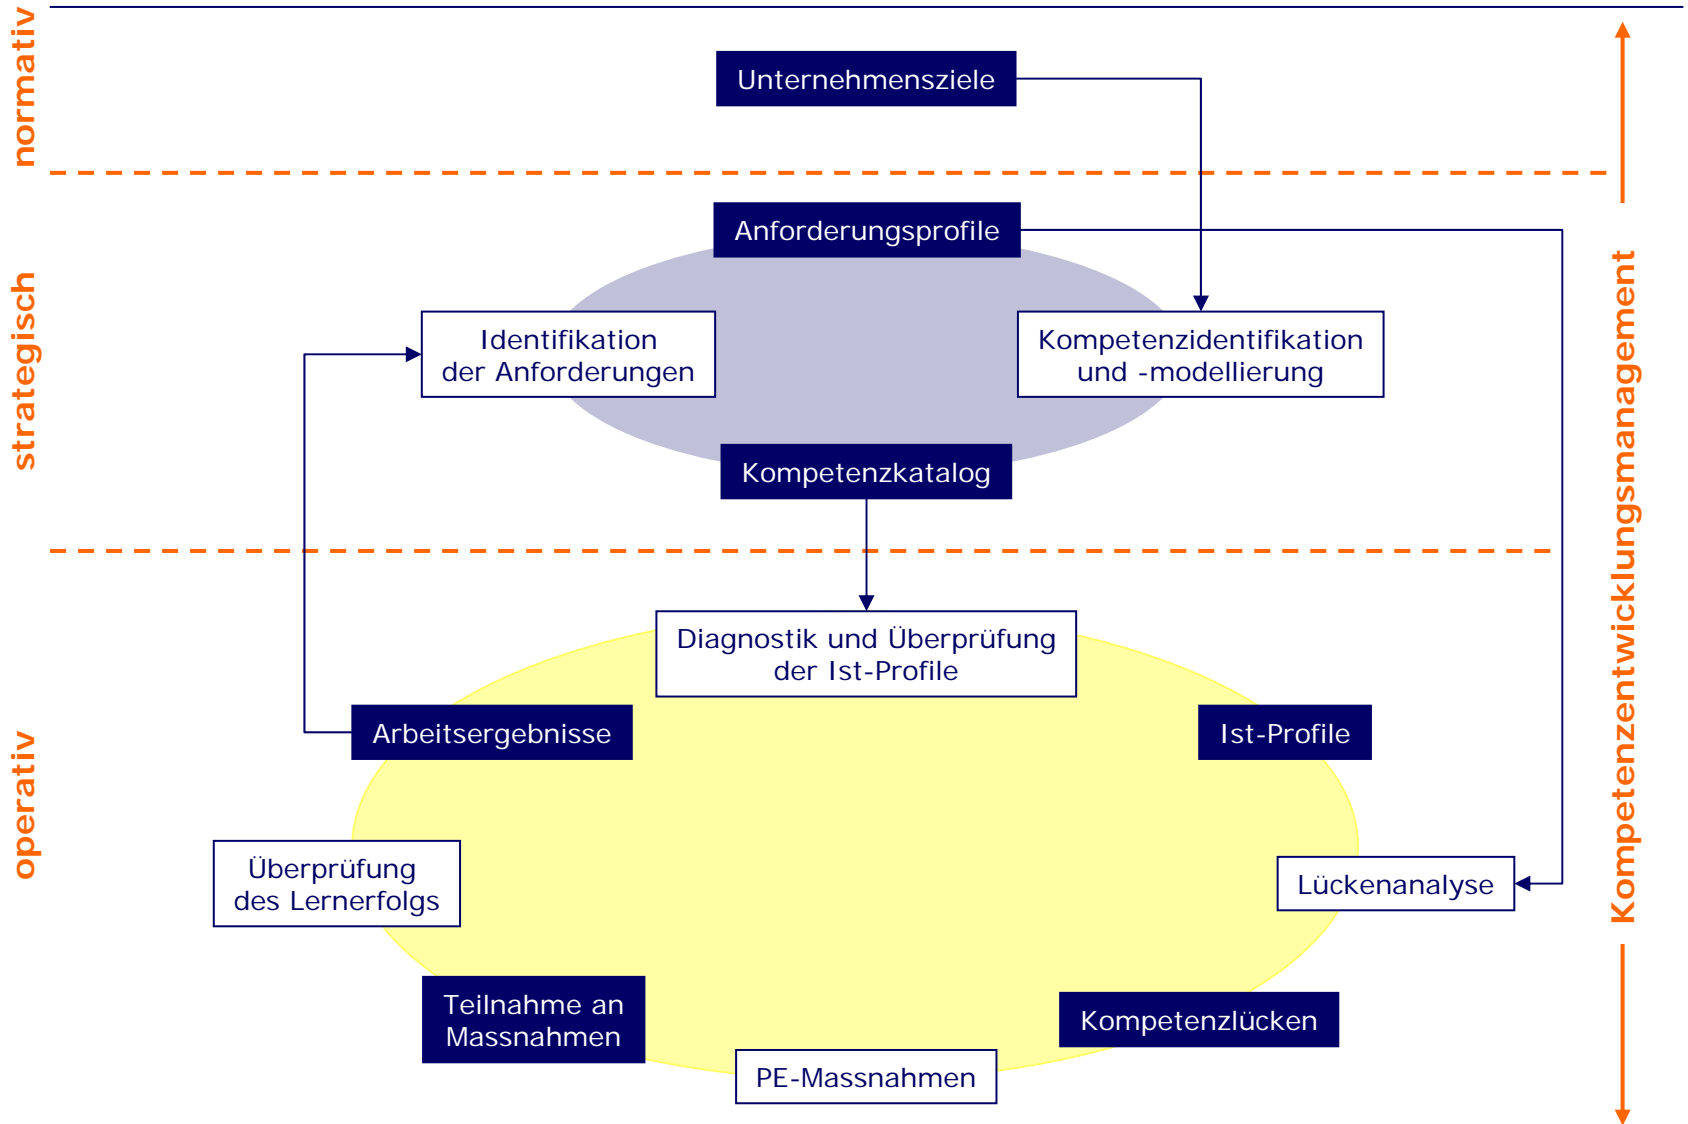 normativ
Unternehmensziele
Anforderungsprofile
strategisch
Identifikation
der Anforderungen
Kompetenzidentifikation
und -modellierung
Kompetenzkatalog
Kompetenzentwicklungsmanagement
operativ
Diagnostik und Überprüfung
der Ist-Profile
Arbeitsergebnisse
Ist-Profile
Überprüfung
des Lernerfolgs
Lückenanalyse
Teilnahme an
Massnahmen
Kompetenzlücken
PE-Massnahmen